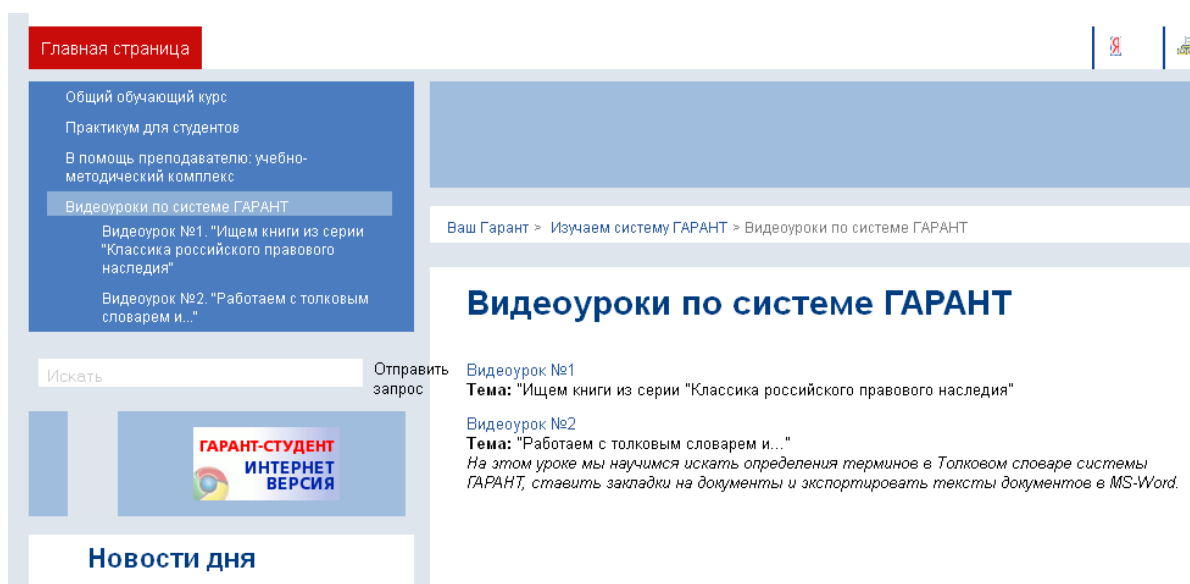 Главная страница
Я
Общий обучающий курс
Практикум для студентов
В помощь преподавателю: учебно-
методический комплекс
Видеоуроки по системе ГАРАНТ
Видеоурок №1. "Ищем книги из серии
"Классика российского правового
наследия"
Видеоурок №2. "Работаем с толковым
словарем и..."
Искать
Отправить
запрос
ГАРАНТ-СТУДЕНТ
ИНТЕРНЕТ
ВЕРСИЯ
Новости дня
Ваш Гарант > Изучаем систему ГАРАНТ > Видеоуроки по системе ГАРАНТ
Видеоуроки по системе ГАРАНТ
Видеоурок №1
Тема: "Ищем книги из серии "Классика российского правового наследия"
Видеоурок №2
Тема: "Работаем с толковым словарем и..."
На этом уроке мы научимся искать определения терминов в Толковом словаре системы
ГАРАНТ, ставить закладки на документы и экспортировать тексты документов в MS-Word.